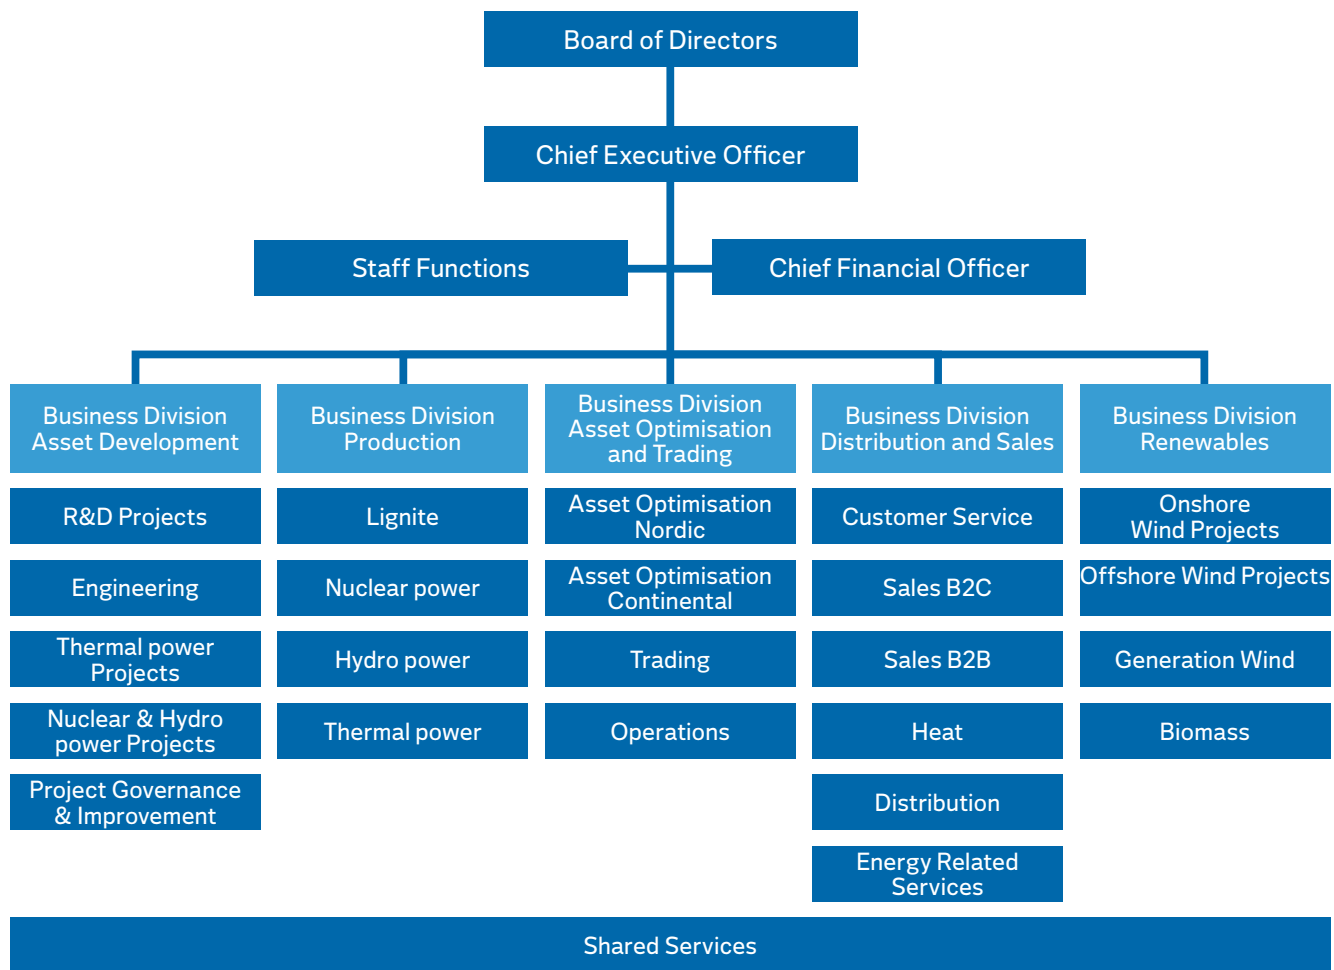 Board of Directors
Chief Executive Officer
Staff Functions
Chief Financial Officer
Business Division
Asset Development
R&D Projects
Engineering
Thermal power
Projects
Nuclear & Hydro
power Projects
Project Governance
& Improvement
Business Division
Production
Lignite
Nuclear power
Hydro power
Thermal power
Business Division
Asset Optimisation
and Trading
Asset Optimisation
Nordic
Asset Optimisation
Continental
Trading
Operations
Business Division
Distribution and Sales
Customer Service
Sales B2C
Sales B2B
Heat
Distribution
Energy Related
Services
Business Division
Renewables
Onshore
Wind Projects
Offshore Wind Projects
Generation Wind
Biomass
Shared Services